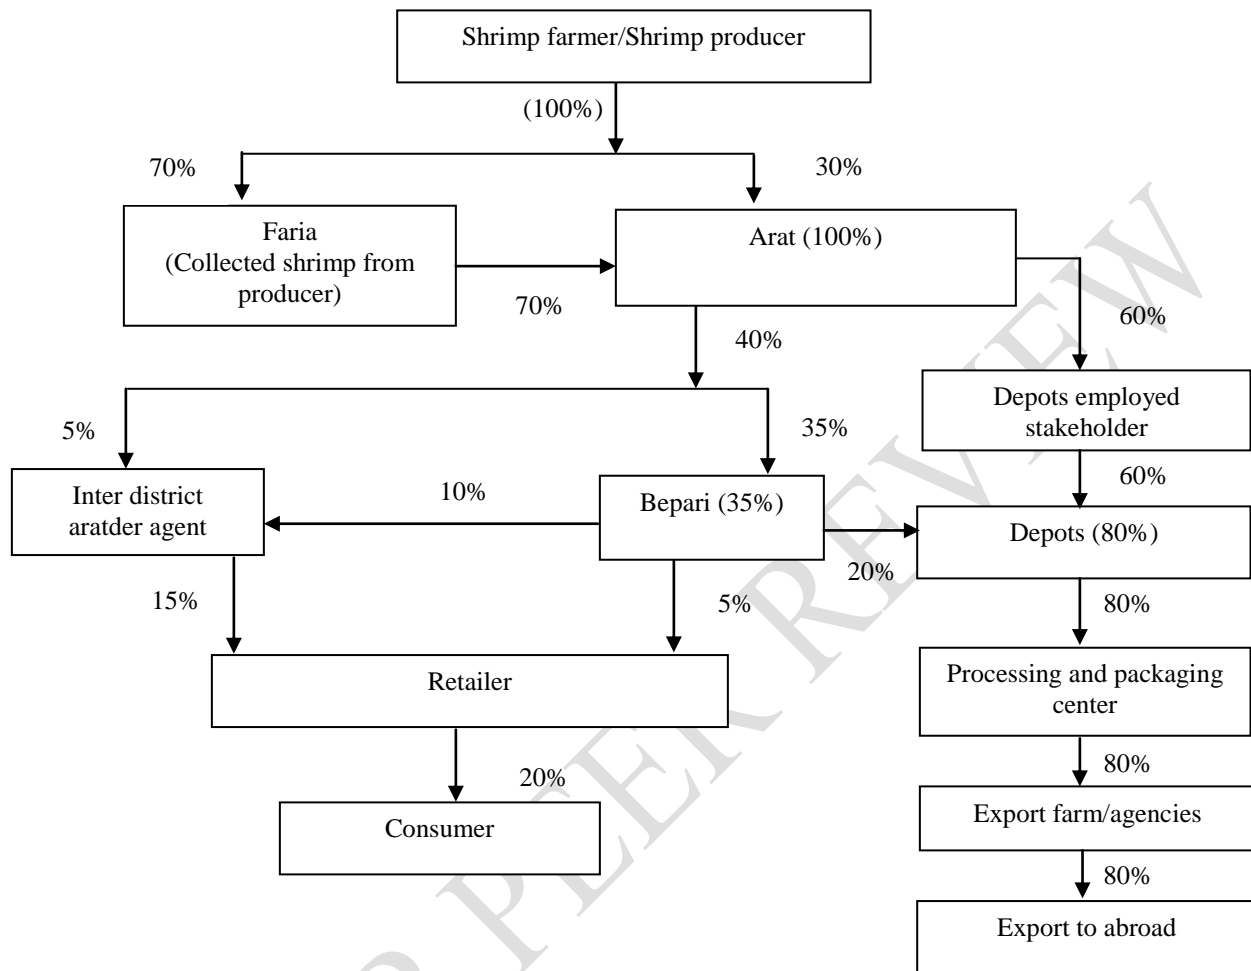 Shrimp farmer/Shrimp producer
(100%)
70%
30%
Faria
(Collected shrimp from
producer)
Arat (100%)
70%
60%
40%
Depots employed
stakeholder
5%
35%
60%
Inter district
aratder agent
10%
Bepari (35%)
Depots (80%)
20%
15%
5%
80%
Retailer
Processing and packaging
center
20%
80%
Consumer
Export farm/agencies
80%
Export to abroad
PEER REVIEW